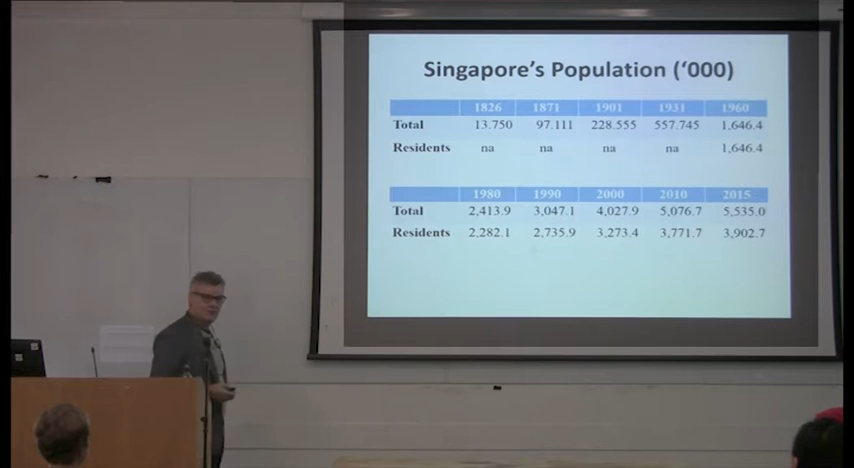 Singapore's Population ('000)
1826 1871 1901 1931 1960
Total 13.750 97.111 228.555 557.745 1,646.4
Residents na na na na 1,646.4
1980 1990 2000 2010 2015
Total 2,413.9 3,047.1 4,027.9 5,076.7 5,535.0
Residents 2,282.1 2,735.9 3,273.4 3,771.7 3,902.7